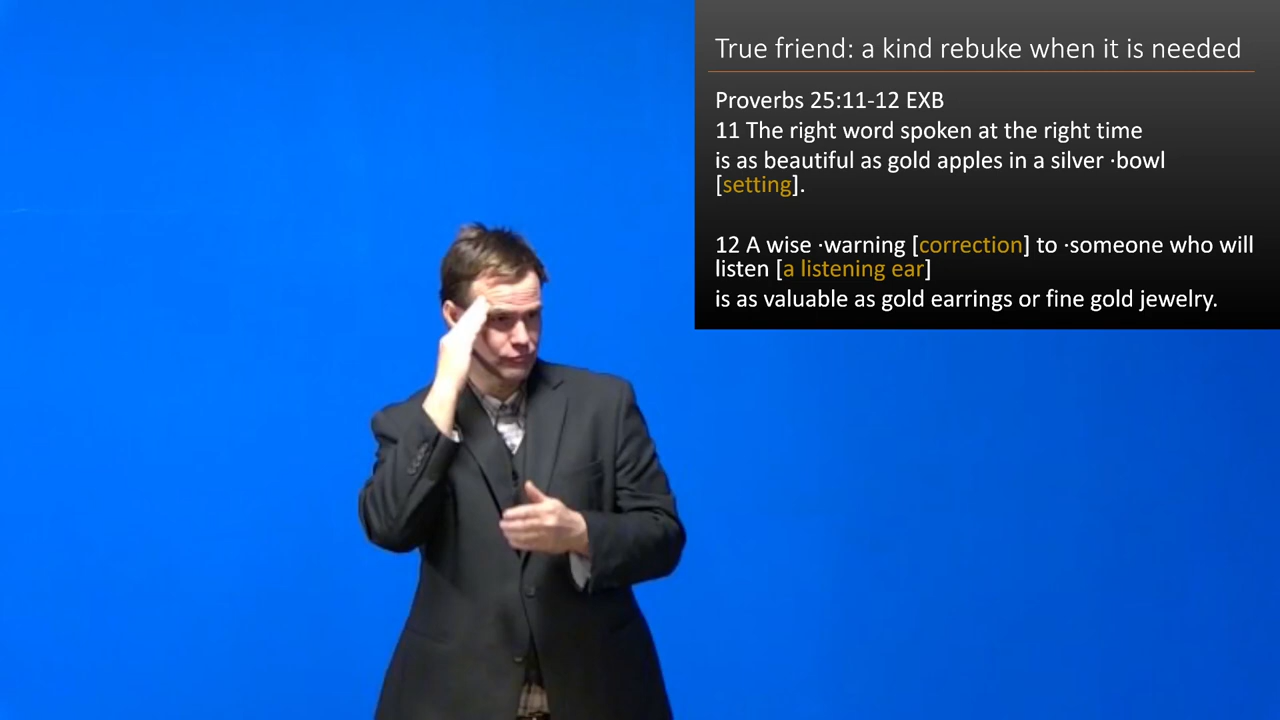 True friend: a kind rebuke when it is needed
Proverbs 25:11-12 EXB
11 The right word spoken at the right time
is as beautiful as gold apples in a silver ·bowl
[setting].
12 A wise ·warning [correction] to ·someone who will
listen [a listening ear]
is as valuable as gold earrings or fine gold jewelry.